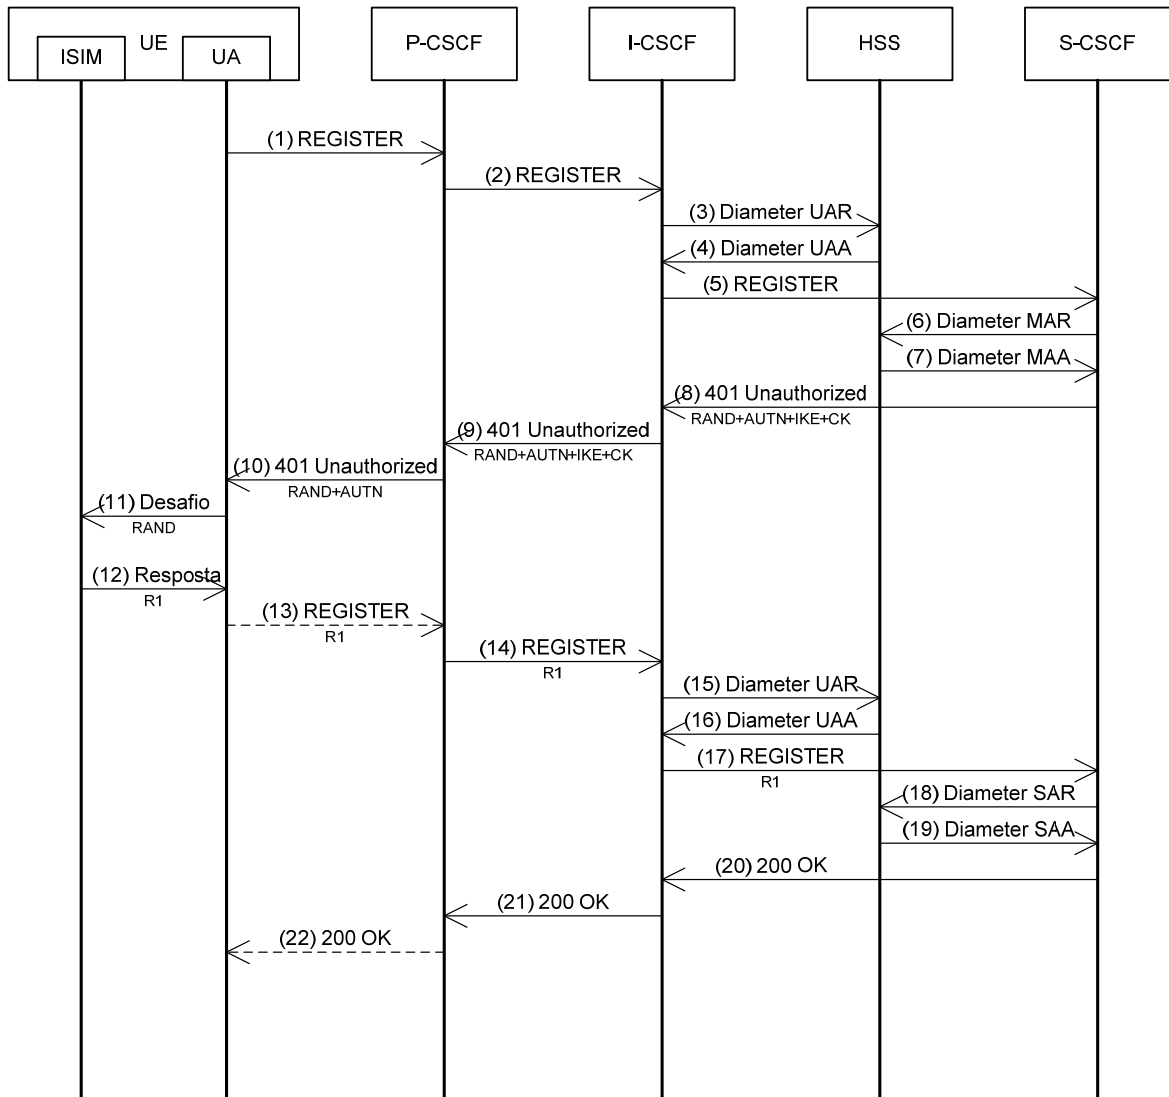 UE
ISIM
UA
P-CSCF
I-CSCF
HSS
S-CSCF
(1) REGISTER
(2) REGISTER
(3) Diameter UAR
(4) Diameter UAA
(5) REGISTER
(6) Diameter MAR
(7) Diameter MAA
(8) 401 Unauthorized
RAND+AUTN+IKE+CK
(9) 401 Unauthorized
RAND+AUTN+IKE+CK
(10) 401 Unauthorized
RAND+AUTN
(11) Desafio
RAND
(12) Resposta
R1
(13) REGISTER
R1
(14) REGISTER
R1
(15) Diameter UAR
(16) Diameter UAA
(17) REGISTER
R1
(18) Diameter SAR
(19) Diameter SAA
(20) 200 OK
(21) 200 OK
(22) 200 OK